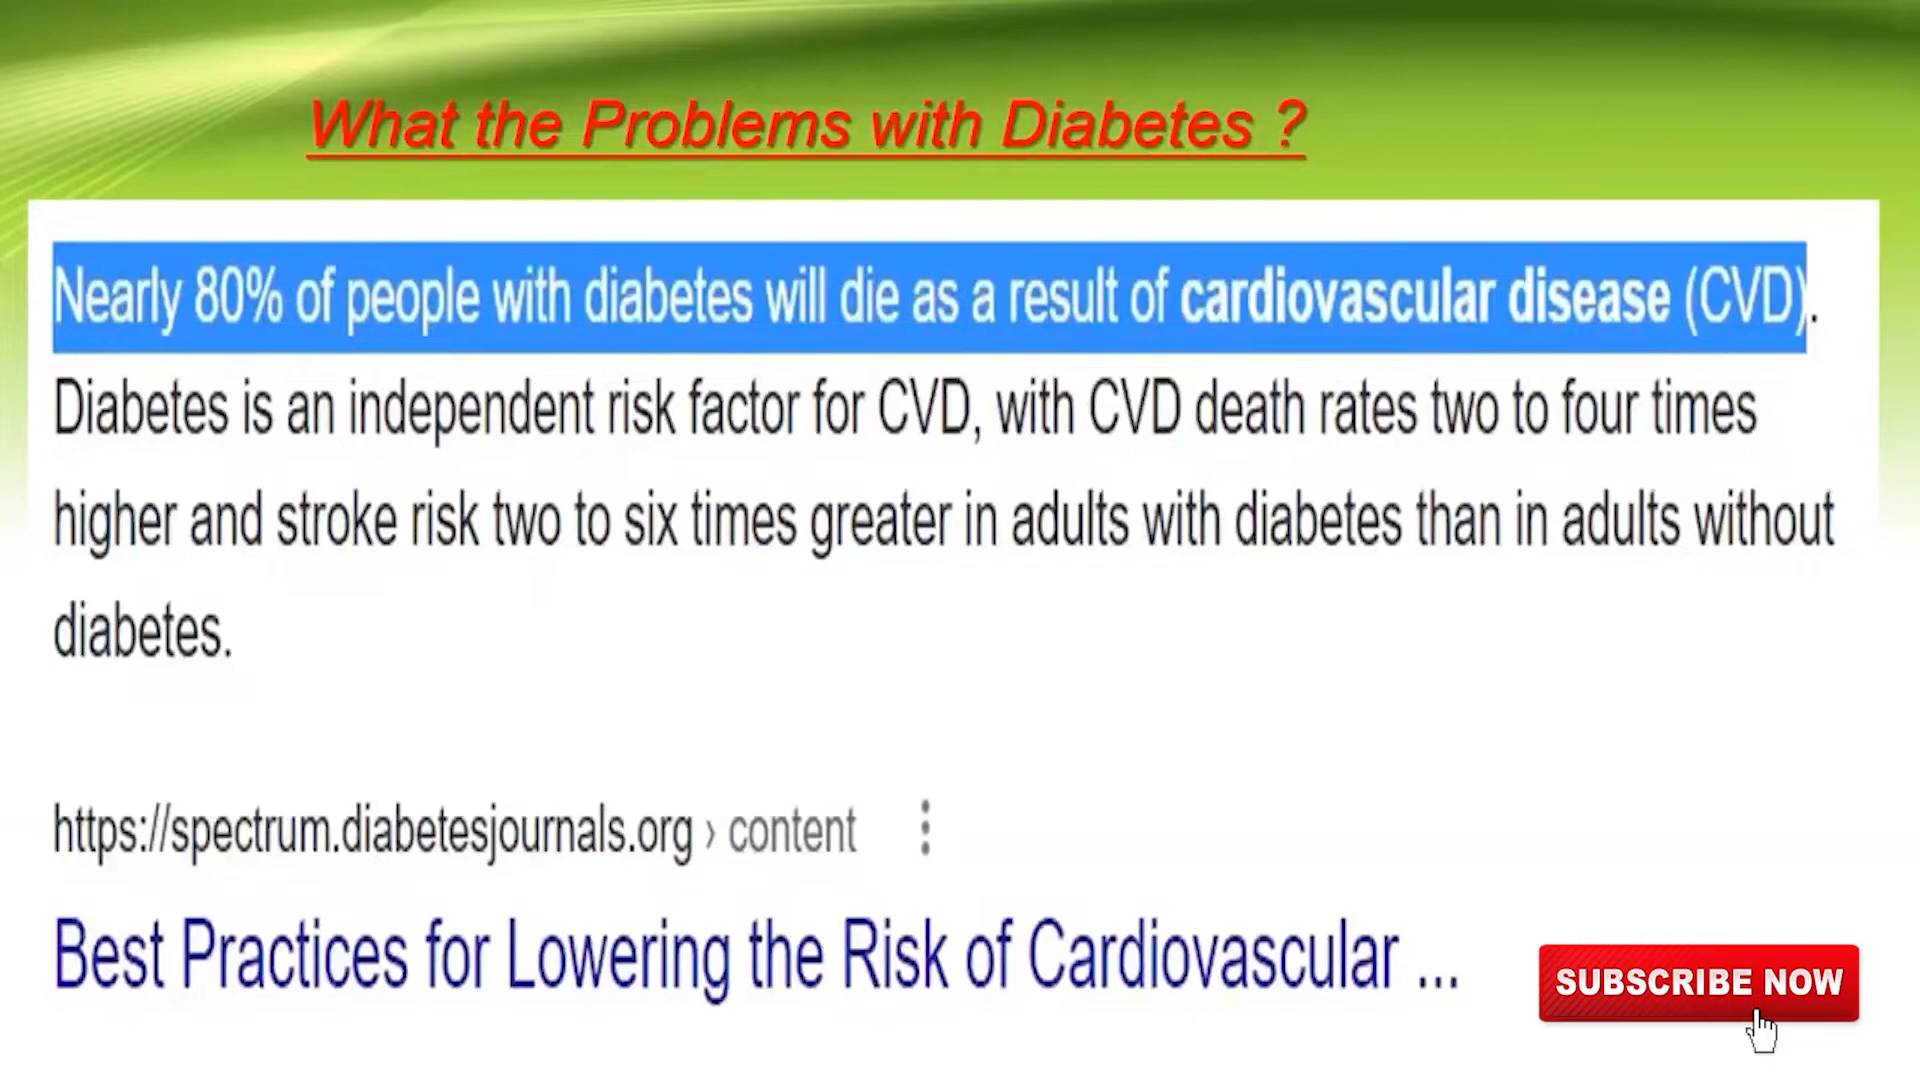 What the Problems with Diabetes ?
Nearly 80% of people with diabetes will die as a result of cardiovascular disease (CVD).
Diabetes is an independent risk factor for CVD, with CVD death rates two to four times
higher and stroke risk two to six times greater in adults with diabetes than in adults without
diabetes.
https://spectrum.diabetesjournals.org › content
Best Practices for Lowering the Risk of Cardiovascular ...
SUBSCRIBE NOW